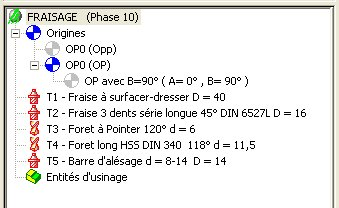 FRAISAGE (Phase 10)
Origines
OP0 (Opp)
OP0 (OP)
OP avec B=90° ( A= 0° , B= 90° )
T1 - Fraise à surfacer-dresser D = 40
T2 - Fraise 3 dents série longue 45° DIN 6527L D = 16
T3 - Foret à Pointer 120° d = 6
T4 - Foret long HSS DIN 340 118° d = 11,5
T5 - Barre d'alésage d = 8-14 D = 14
Entités d'usinage